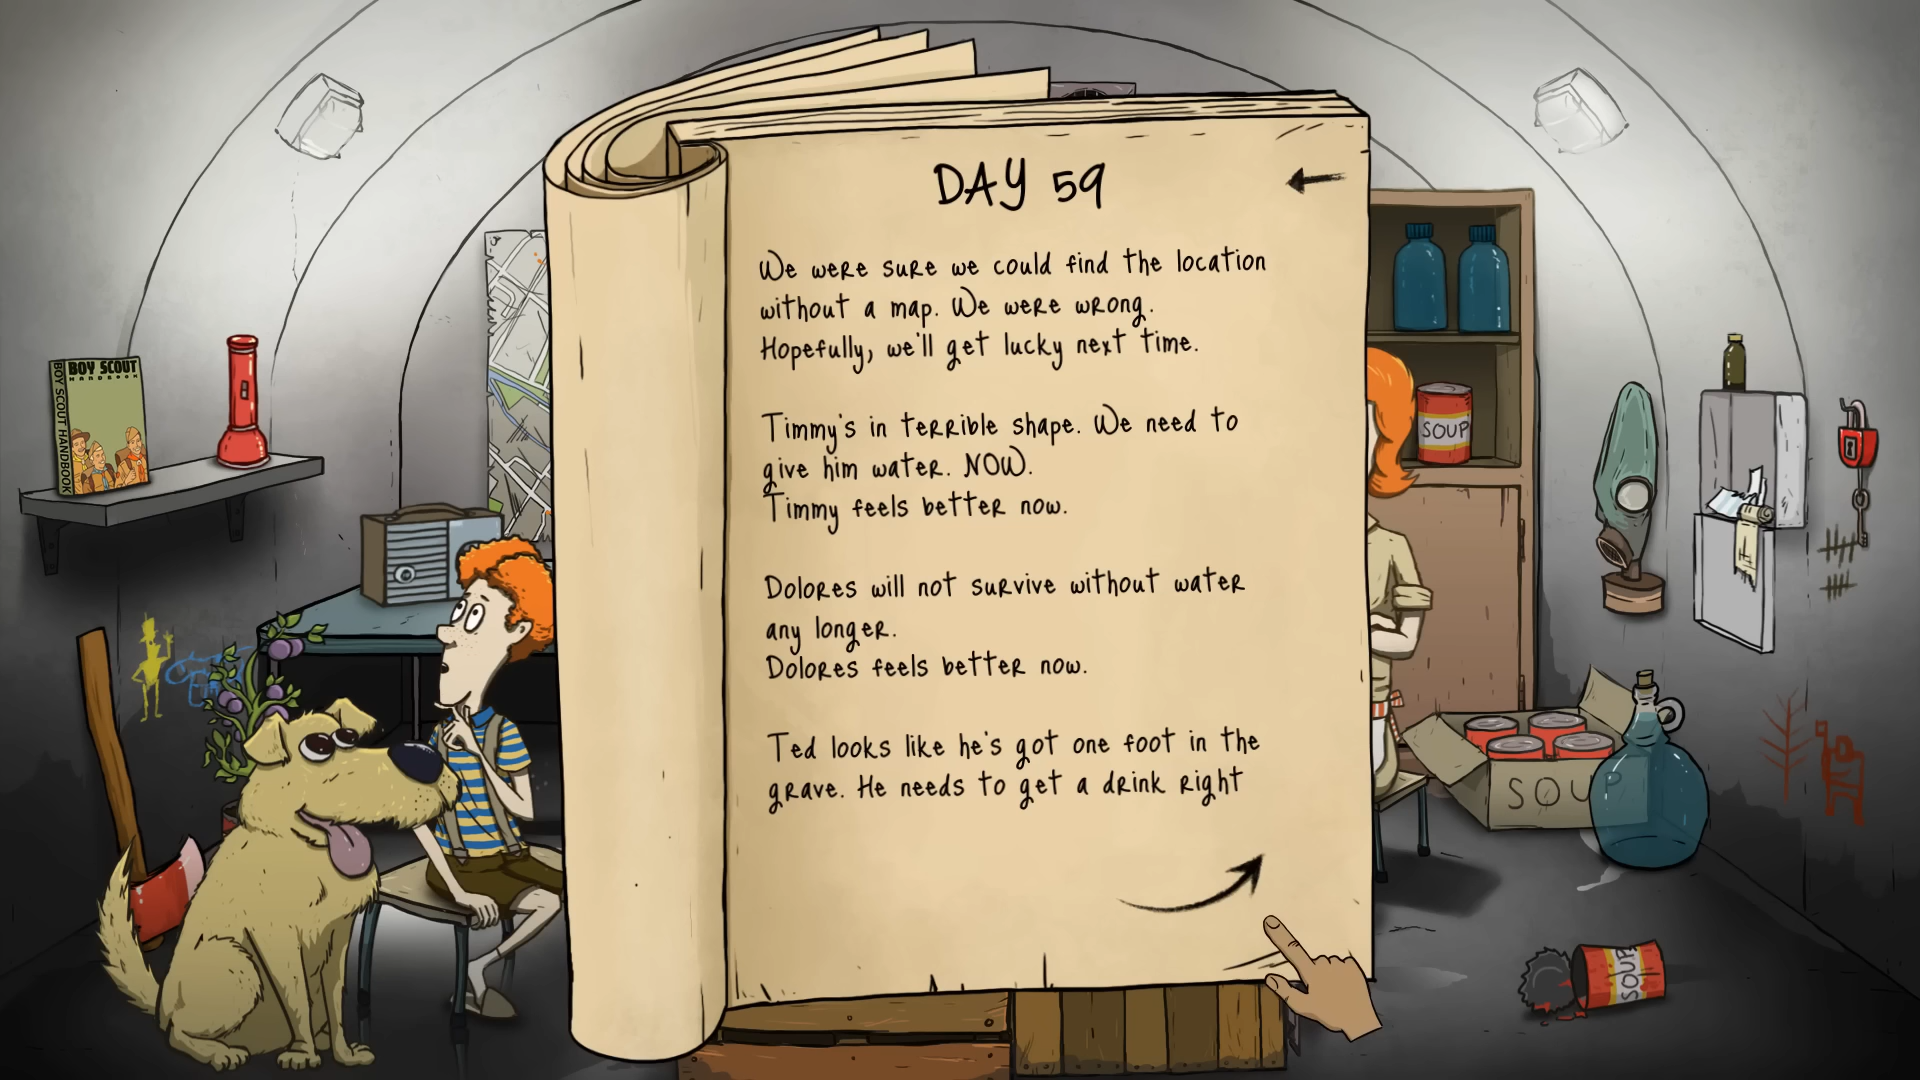 DAY 59
We were sure we could find the location
without a map. We were wrong.
Hopefully, we'll get lucky next time.
Timmy's in terrible shape. We need to
give him water. NOW.
Timmy feels better now.
Dolores will not survive without water
any longer.
Dolores feels better now.
Ted looks like he's got one foot in the
grave. He needs to get a drink right
BOY SCOUT
HANDBOOK
BOY SCOUT HANDBOOK
SOUP
SOUP
SOUP